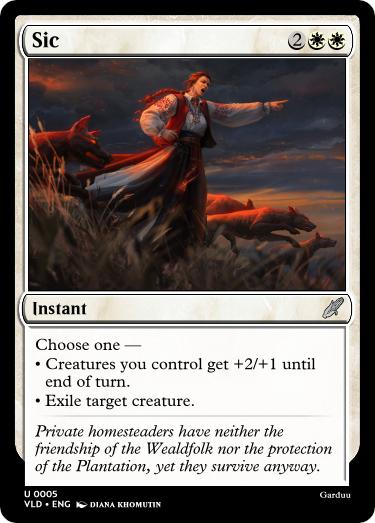 Sic 2
Instant
Choose one —
• Creatures you control get +2/+1 until
end of turn.
• Exile target creature.
Private homesteaders have neither the
friendship of the Wealdfolk nor the protection
of the Plantation, yet they survive anyway.
U 0005
VLD • ENG DIANA KHOMUTIN
Garduu